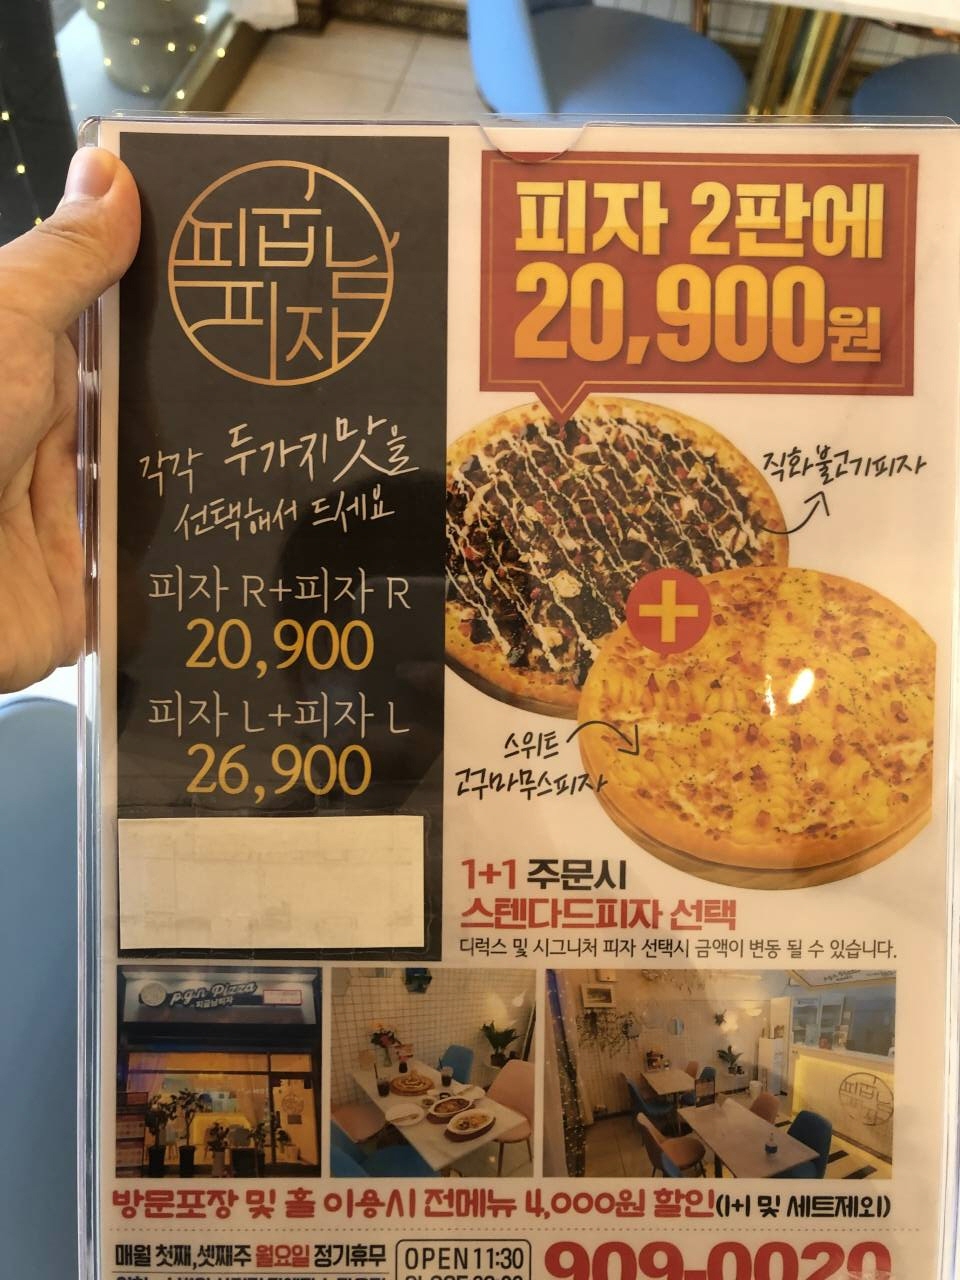 피굽남
피자
각각 두가지맛을
선택해서 드세요
피자 R+피자 R
20,900
피자 L+피자 L
26,900
피자 2판에
20,900원
직화불고기피자
스위트
고구마무스피자
1+1 주문시
스텐다드피자 선택
디럭스 및 시그니처 피자 선택시 금액이 변동 될 수 있습니다.
P.g.n Pizza
피굽남피자
피굽남
방문포장 및 홀 이용시 전메뉴 4,000원 할인(1+1 및 세트제외)
매월 첫째,셋째주 월요일 정기휴무
OPEN 11:30
909-0020